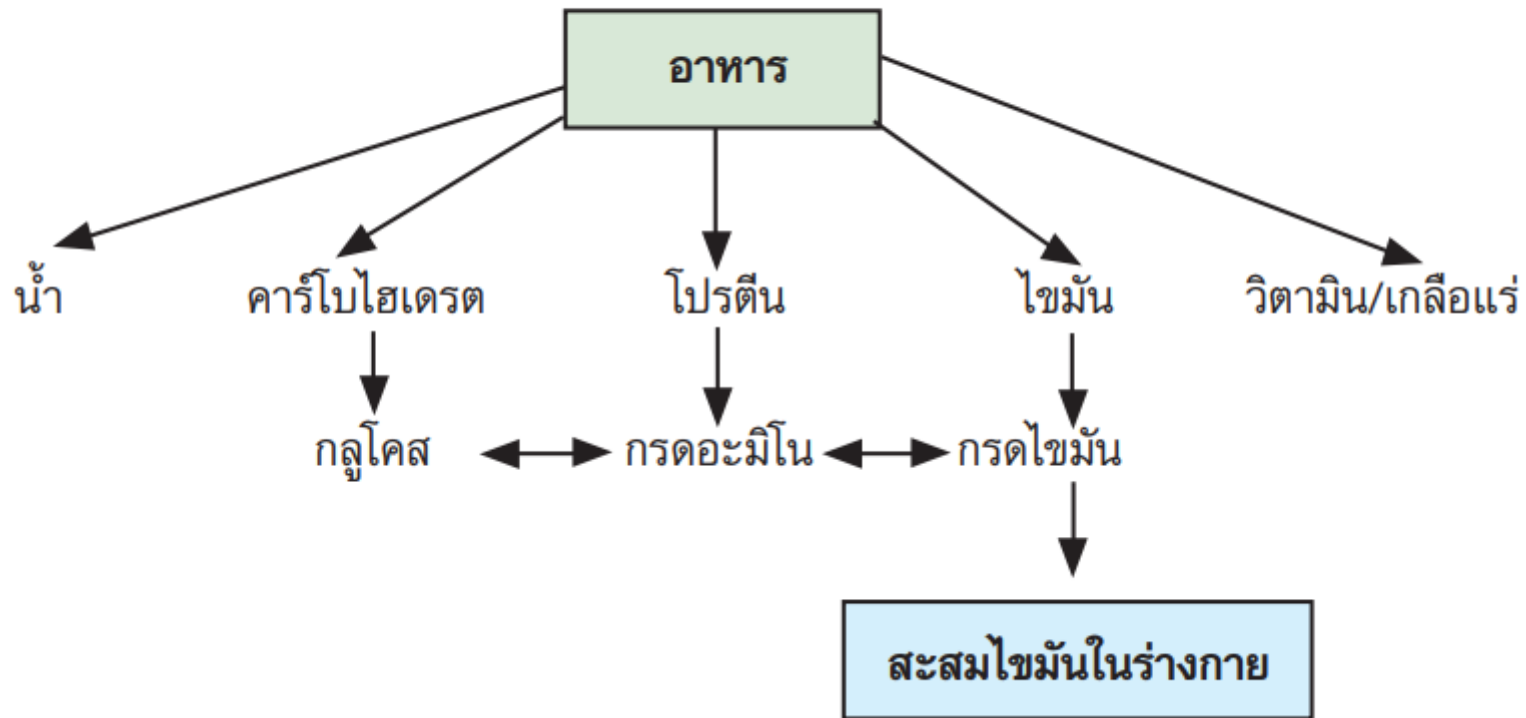 อาหาร
น้ำ คาร์โบไฮเดรต โปรตีน ไขมัน วิตามิน/เกลือแร่
กลูโคส กรดอะมิโน กรดไขมัน
สะสมไขมันในร่างกาย